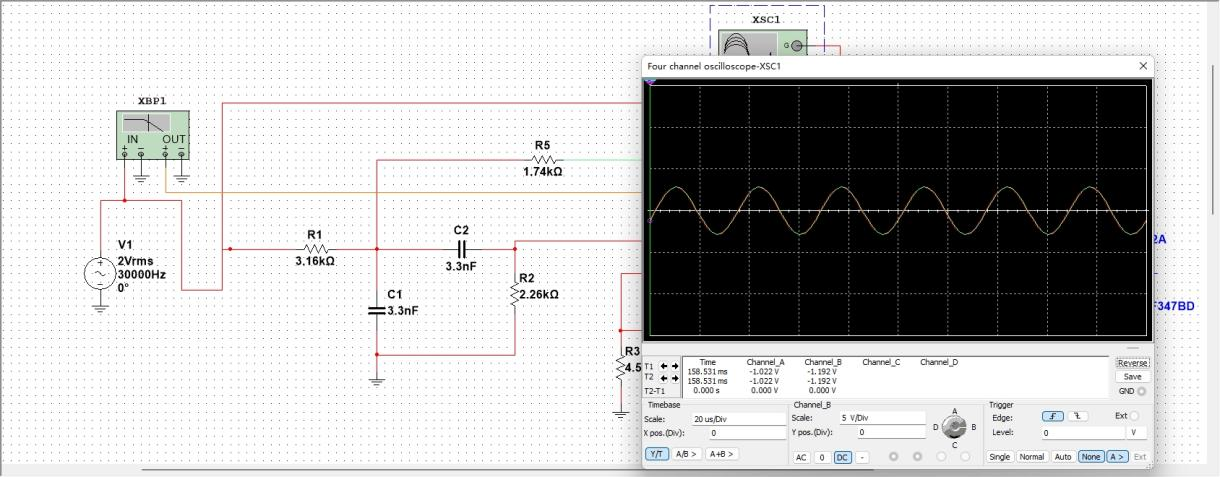 XSC1
G
Four channel oscilloscope-XSC1
XBP1
IN OUT
R5
1.74kΩ
V1
2Vrms
30000Hz
0°
R1
3.16kΩ
C2
3.3nF
R2
2.26kΩ
C1
3.3nF
R3
4.5
2A
F347BD
Time Channel_A Channel_B Channel_C Channel_D
T1 158.531 ms -1.022 V -1.192 V
T2 158.531 ms -1.022 V -1.192 V
T2-T1 0.000 s 0.000 V 0.000 V
Reverse
Save
GND
Timebase
Scale: 20 us/Div
X pos.(Div): 0
Y/T A/B > A+B >
Channel_B
Scale: 5 V/Div
Y pos.(Div): 0
AC 0 DC -
A
D B
C
Trigger
Edge: Ext
Level: 0 V
Single Normal Auto None A > Ext